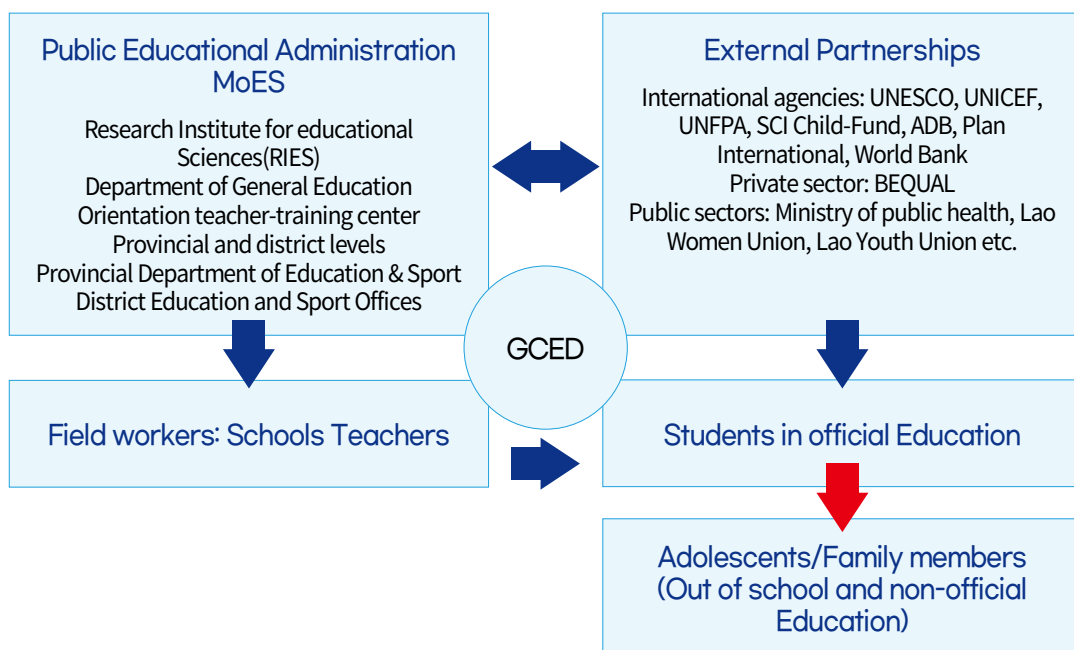 Public Educational Administration
MoES
Research Institute for educational
Sciences(RIES)
Department of General Education
Orientation teacher-training center
Provincial and district levels
Provincial Department of Education & Sport
District Education and Sport Offices
External Partnerships
International agencies: UNESCO, UNICEF,
UNFPA, SCI Child-Fund, ADB, Plan
International, World Bank
Private sector: BEQUAL
Public sectors: Ministry of public health, Lao
Women Union, Lao Youth Union etc.
GCED
Field workers: Schools Teachers
Students in official Education
Adolescents/Family members
(Out of school and non-official
Education)